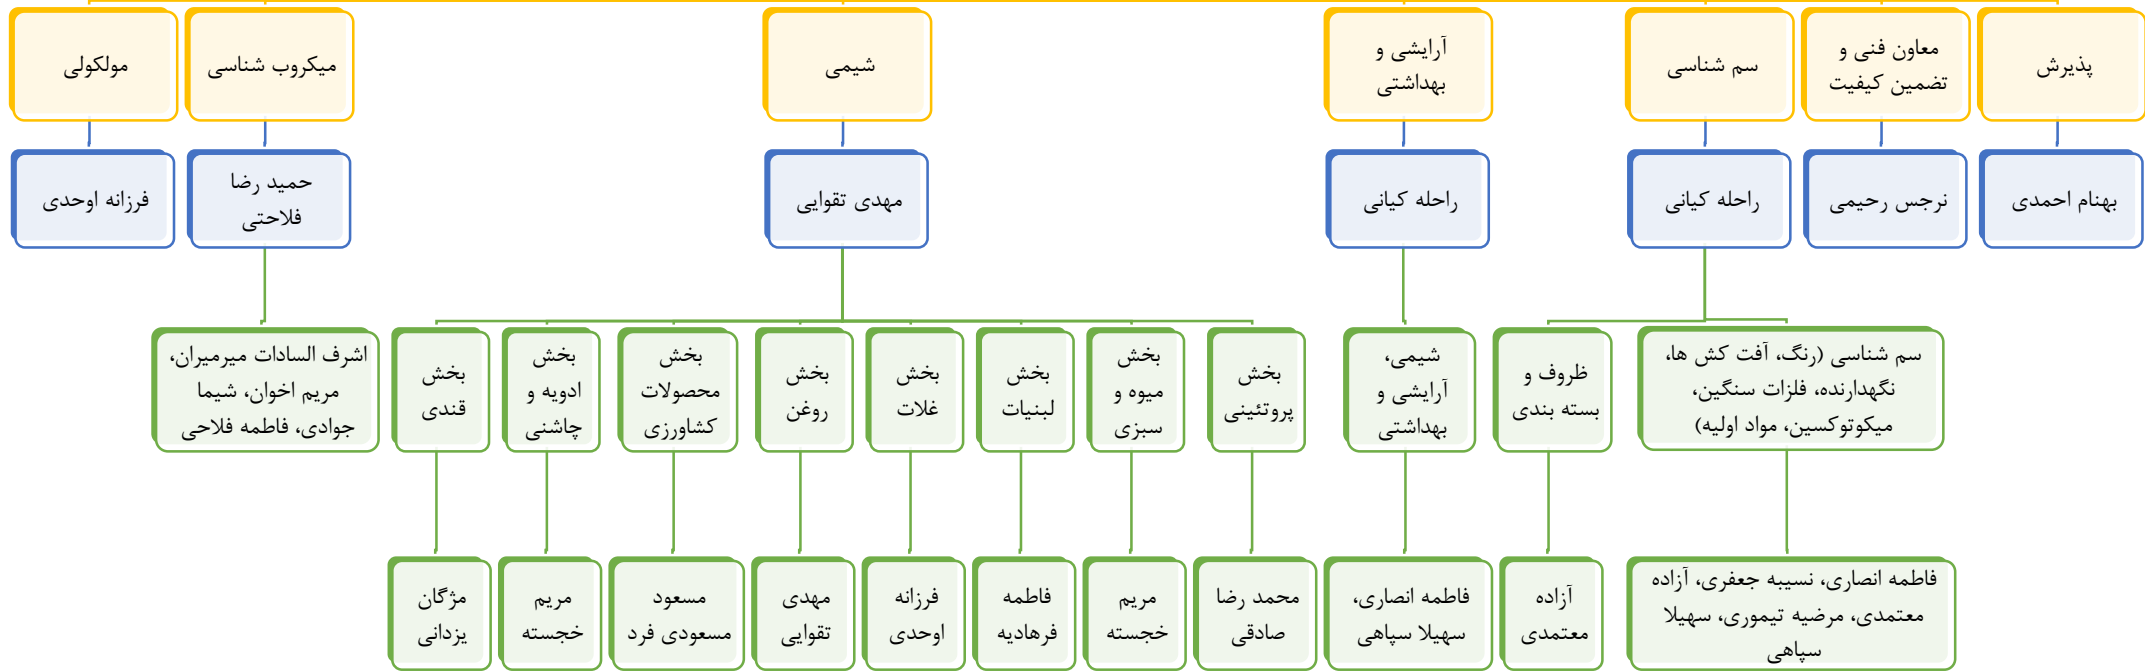 پذیرش
معاون فنی و
تضمین کیفیت
سم شناسی
آرایشی و
بهداشتی
شیمی
میکروب شناسی
مولکولی
بهنام احمدی
نرجس رحیمی
راحله کیانی
راحله کیانی
مهدی تقوایی
حمید رضا
فلاحتی
فرزانه اوحدی
سم شناسی (رنگ، آفت کش ها،
نگهدارنده، فلزات سنگین،
میکوتوکسین، مواد اولیه)
ظروف و
بسته بندی
شیمی،
آرایشی و
بهداشتی
بخش
پروتئینی
بخش
میوه و
سبزی
بخش
لبنیات
بخش
غلات
بخش
روغن
بخش
محصولات
کشاورزی
بخش
ادویه و
چاشنی
بخش
قندی
اشرف السادات میرمیران،
مریم اخوان، شیما
جوادی، فاطمه فلاحی
فاطمه انصاری، نسیبه جعفری، آزاده
معتمدی، مرضیه تیموری، سهیلا
سپاهی
آزاده
معتمدی
فاطمه انصاری،
سهیلا سپاهی
محمد رضا
صادقی
مریم
خجسته
فاطمه
فرهادیه
فرزانه
اوحدی
مهدی
تقوایی
مسعود
مسعودی فرد
مریم
خجسته
مژگان
یزدانی